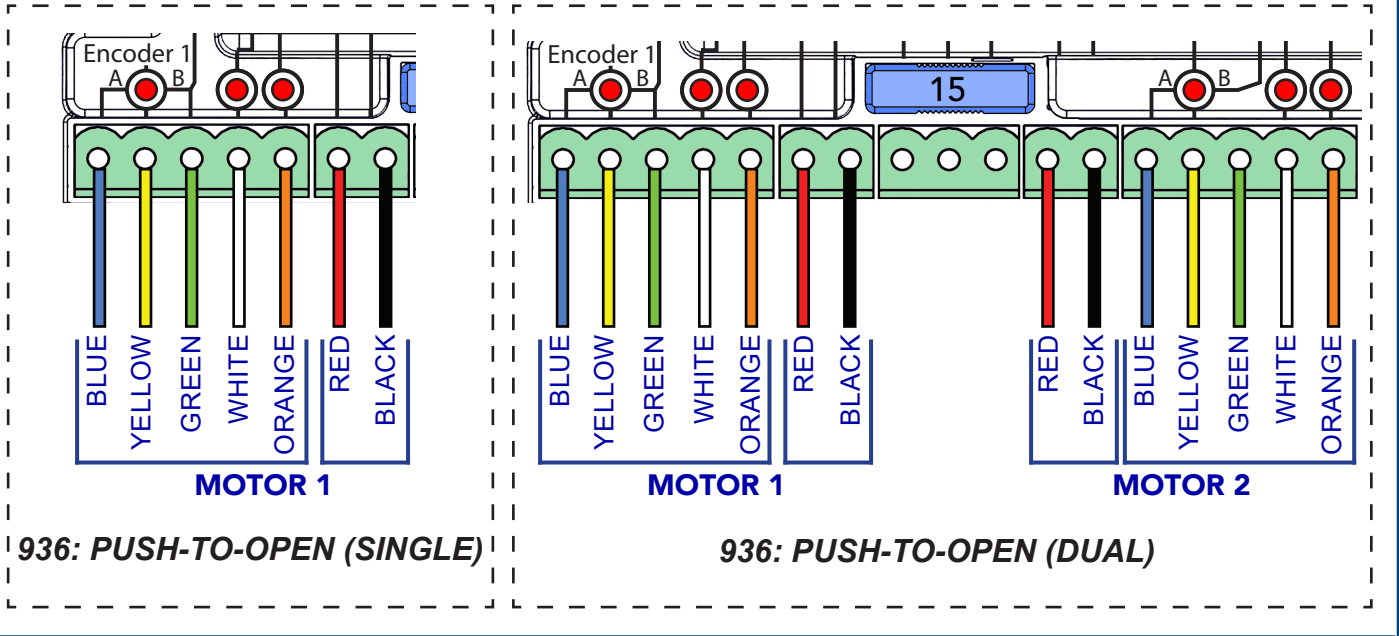 Encoder 1
A B
BLUE
YELLOW
GREEN
WHITE
ORANGE
RED
BLACK
MOTOR 1
936: PUSH-TO-OPEN (SINGLE)
Encoder 1
A B
15
A B
BLUE
YELLOW
GREEN
WHITE
ORANGE
RED
BLACK
RED
BLACK
BLUE
YELLOW
GREEN
WHITE
ORANGE
MOTOR 1
MOTOR 2
936: PUSH-TO-OPEN (DUAL)